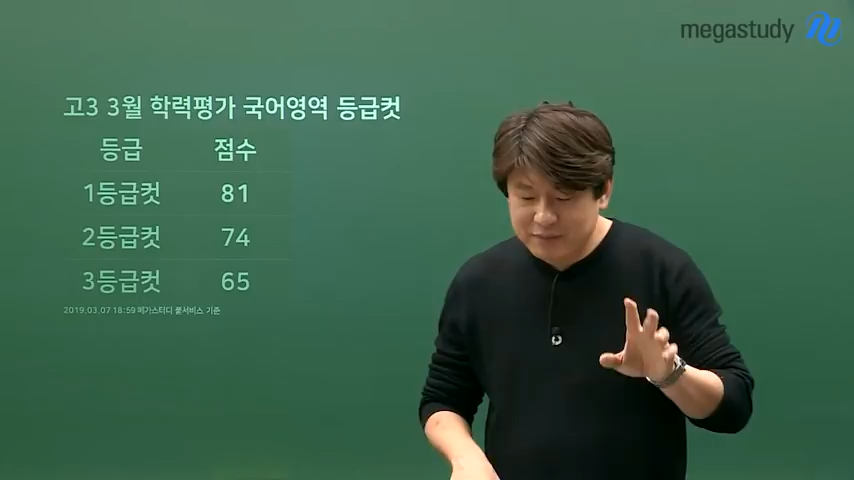 megastudy
고3 3월 학력평가 국어영역 등급컷
등급 점수
1등급컷 81
2등급컷 74
3등급컷 65
2019.03.07 18:59 메가스터디 풀서비스 기준